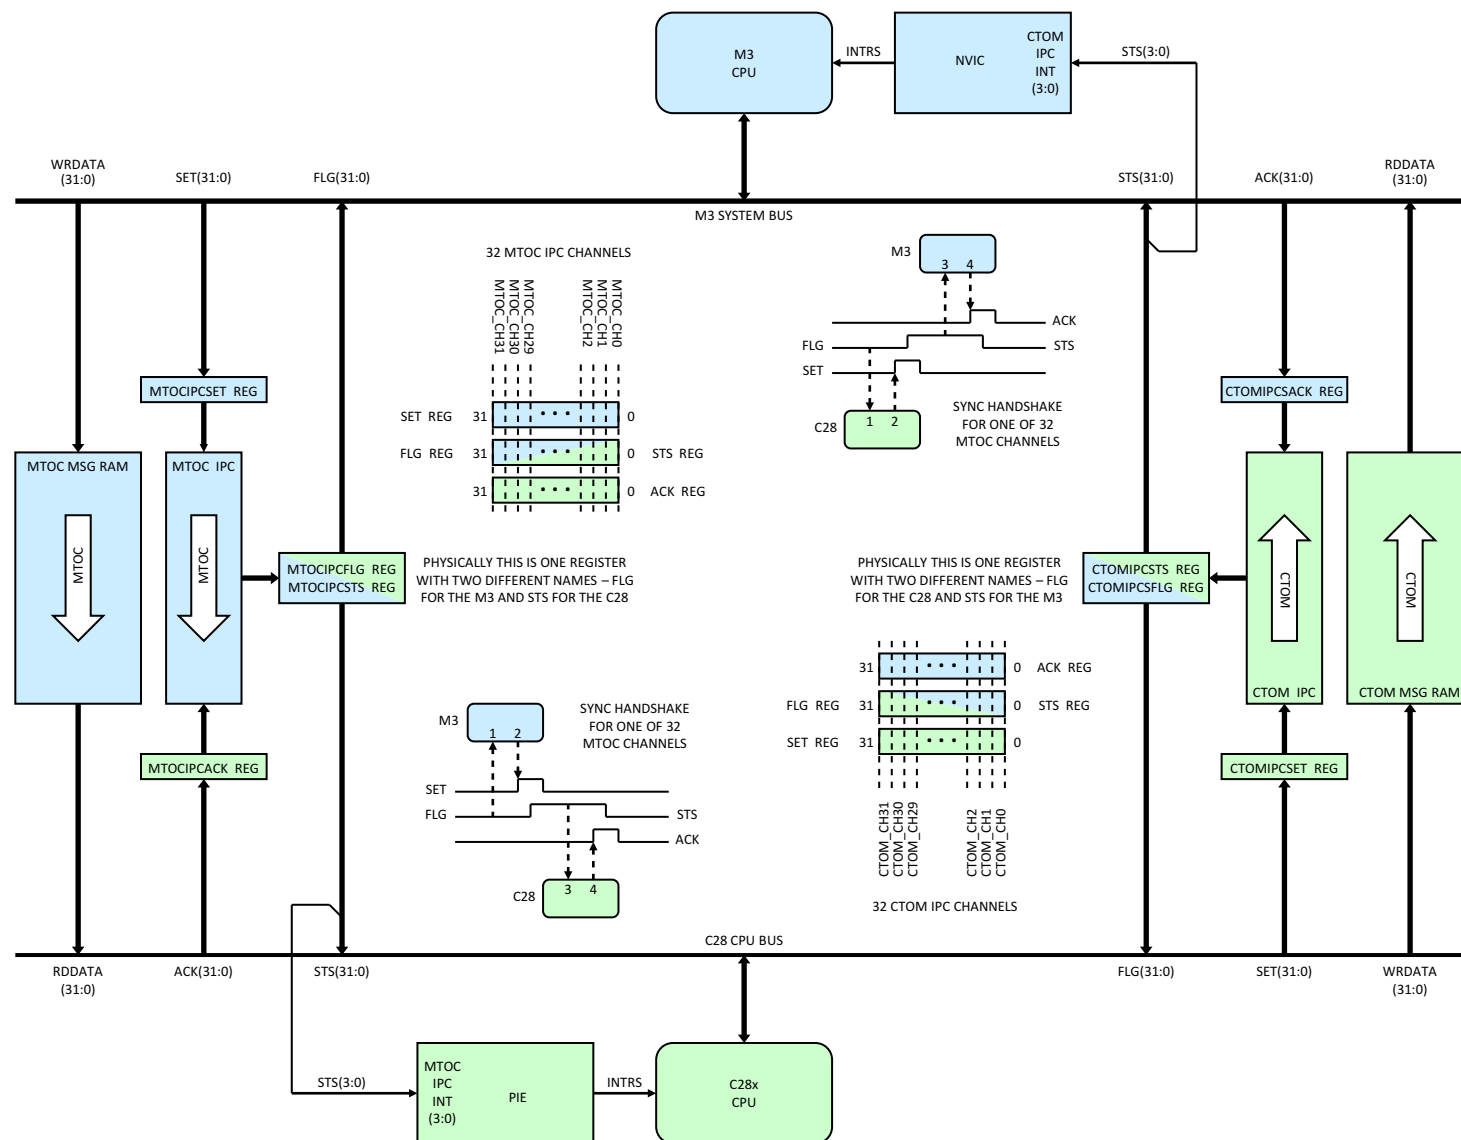 M3
CPU
INTRS
NVIC
CTOM
IPC
INT
(3:0)
STS(3:0)
WRDATA
(31:0)
SET(31:0)
FLG(31:0)
STS(31:0)
ACK(31:0)
RDDATA
(31:0)
M3 SYSTEM BUS
32 MTOC IPC CHANNELS
MTOC_CH31
MTOC_CH30
MTOC_CH29
MTOC_CH2
MTOC_CH1
MTOC_CH0
SET REG 31 • • • 0
FLG REG 31 • • • 0 STS REG
31 • • • 0 ACK REG
M3
3 4
ACK
FLG STS
SET
C28
1 2
SYNC HANDSHAKE
FOR ONE OF 32
MTOC CHANNELS
MTOCIPCSET REG
CTOMIPCSACK REG
MTOC MSG RAM
MTOC
MTOC IPC
MTOC
MTOCIPCFLG REG
MTOCIPCSTS REG
PHYSICALLY THIS IS ONE REGISTER
WITH TWO DIFFERENT NAMES – FLG
FOR THE M3 AND STS FOR THE C28
PHYSICALLY THIS IS ONE REGISTER
WITH TWO DIFFERENT NAMES – FLG
FOR THE C28 AND STS FOR THE M3
CTOMIPCSTS REG
CTOMIPCSFLG REG
CTOM
CTOM IPC
CTOM
CTOM MSG RAM
31 • • • 0 ACK REG
FLG REG 31 • • • 0 STS REG
SET REG 31 • • • 0
CTOM_CH31
CTOM_CH30
CTOM_CH29
CTOM_CH2
CTOM_CH1
CTOM_CH0
32 CTOM IPC CHANNELS
M3
1 2
SYNC HANDSHAKE
FOR ONE OF 32
MTOC CHANNELS
SET
FLG STS
ACK
C28
3 4
MTOCIPCACK REG
CTOMIPCSET REG
C28 CPU BUS
RDDATA
(31:0)
ACK(31:0)
STS(31:0)
FLG(31:0)
SET(31:0)
WRDATA
(31:0)
STS(3:0)
MTOC
IPC
INT
(3:0)
PIE
INTRS
C28x
CPU